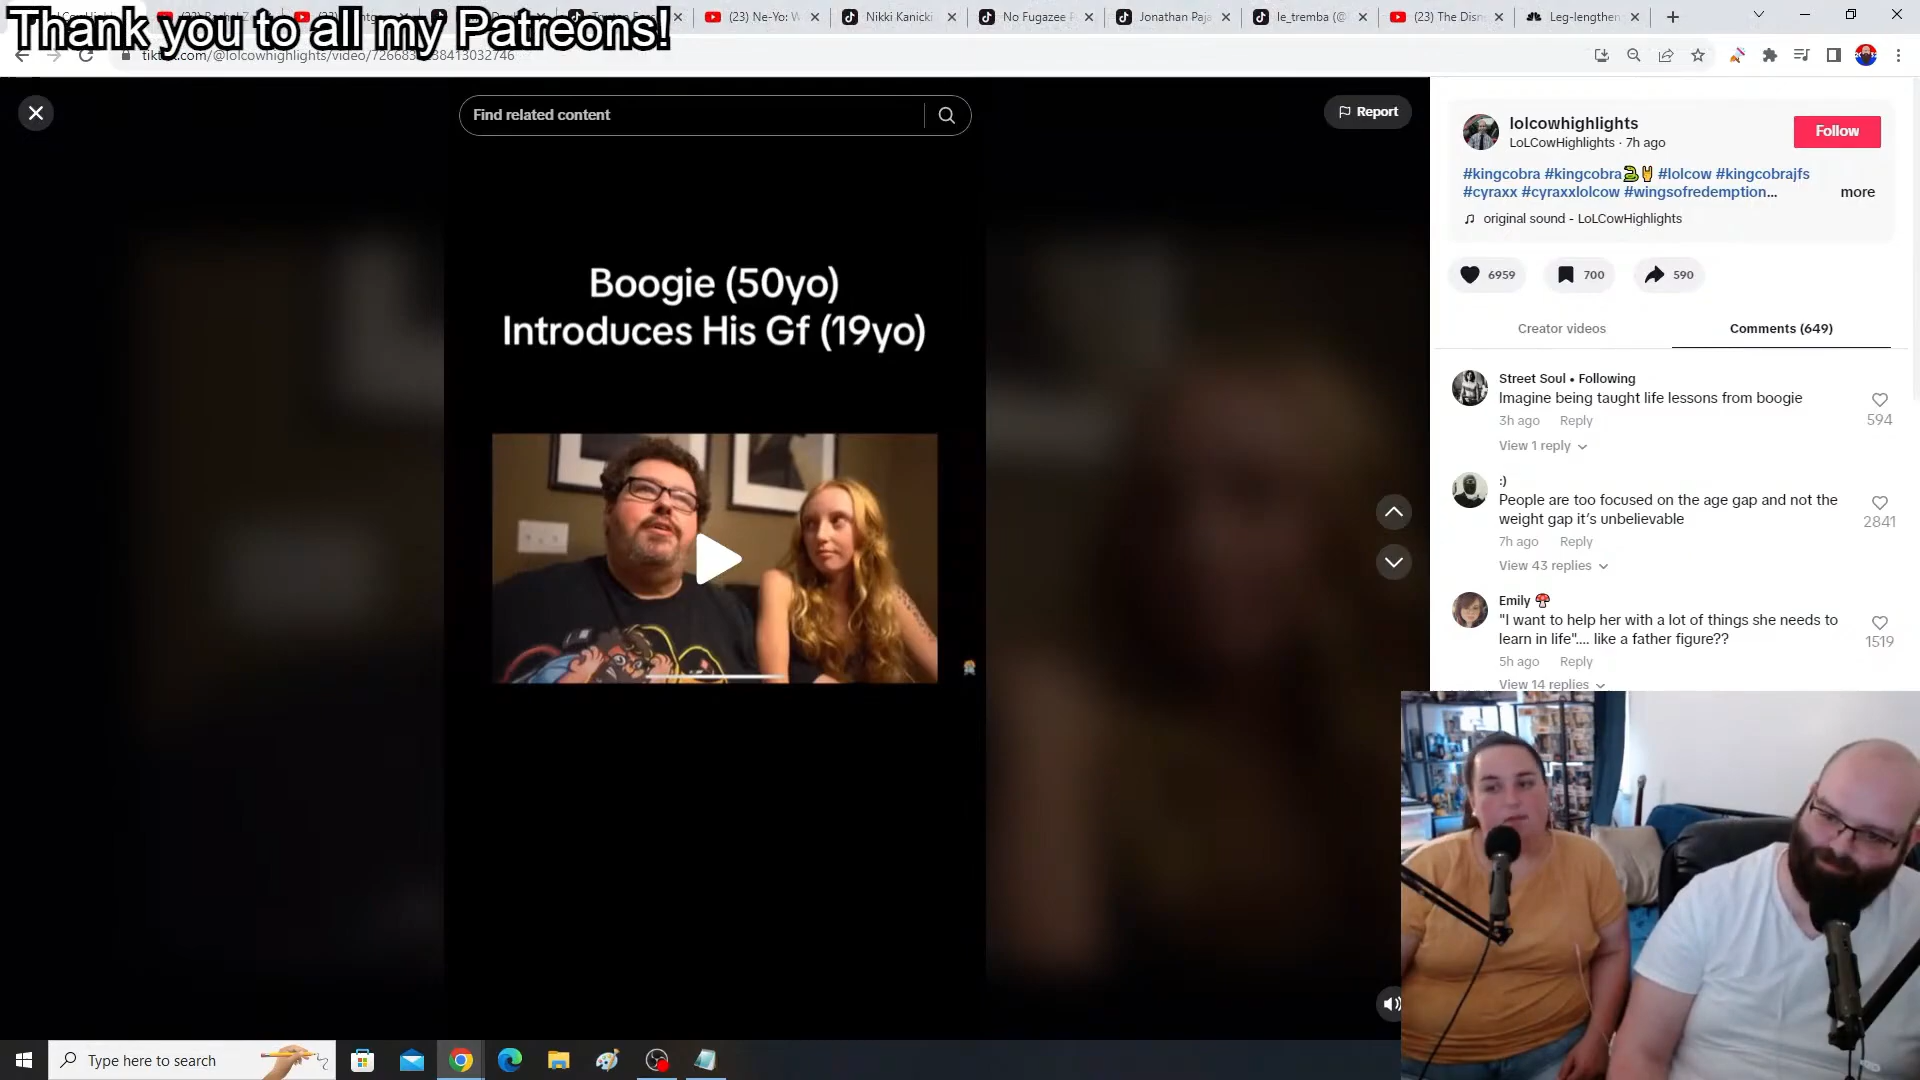 Thank you to all my Patreons!
(23) Ne-Yo: W
Nikki Kanicki
No Fugazee
Jonathan Paja
le_tremba (@
(23) The Disn
Leg-lengthen
Find related content
Report
Boogie (50yo)
Introduces His Gf (19yo)
lolcowhighlights
LoLCowHighlights · 7h ago
Follow
#kingcobra #kingcobra🐍🤘 #lolcow #kingcobrajfs
#cyraxx #cyraxxlolcow #wingsofredemption...
more
original sound - LoLCowHighlights
6959
700
590
Creator videos
Comments (649)
Street Soul • Following
Imagine being taught life lessons from boogie
3h ago
Reply
594
View 1 reply
:)
People are too focused on the age gap and not the
weight gap it's unbelievable
7h ago
Reply
2841
View 43 replies
Emily 🍄
"I want to help her with a lot of things she needs to
learn in life".... like a father figure??
5h ago
Reply
1519
View 14 replies
Type here to search